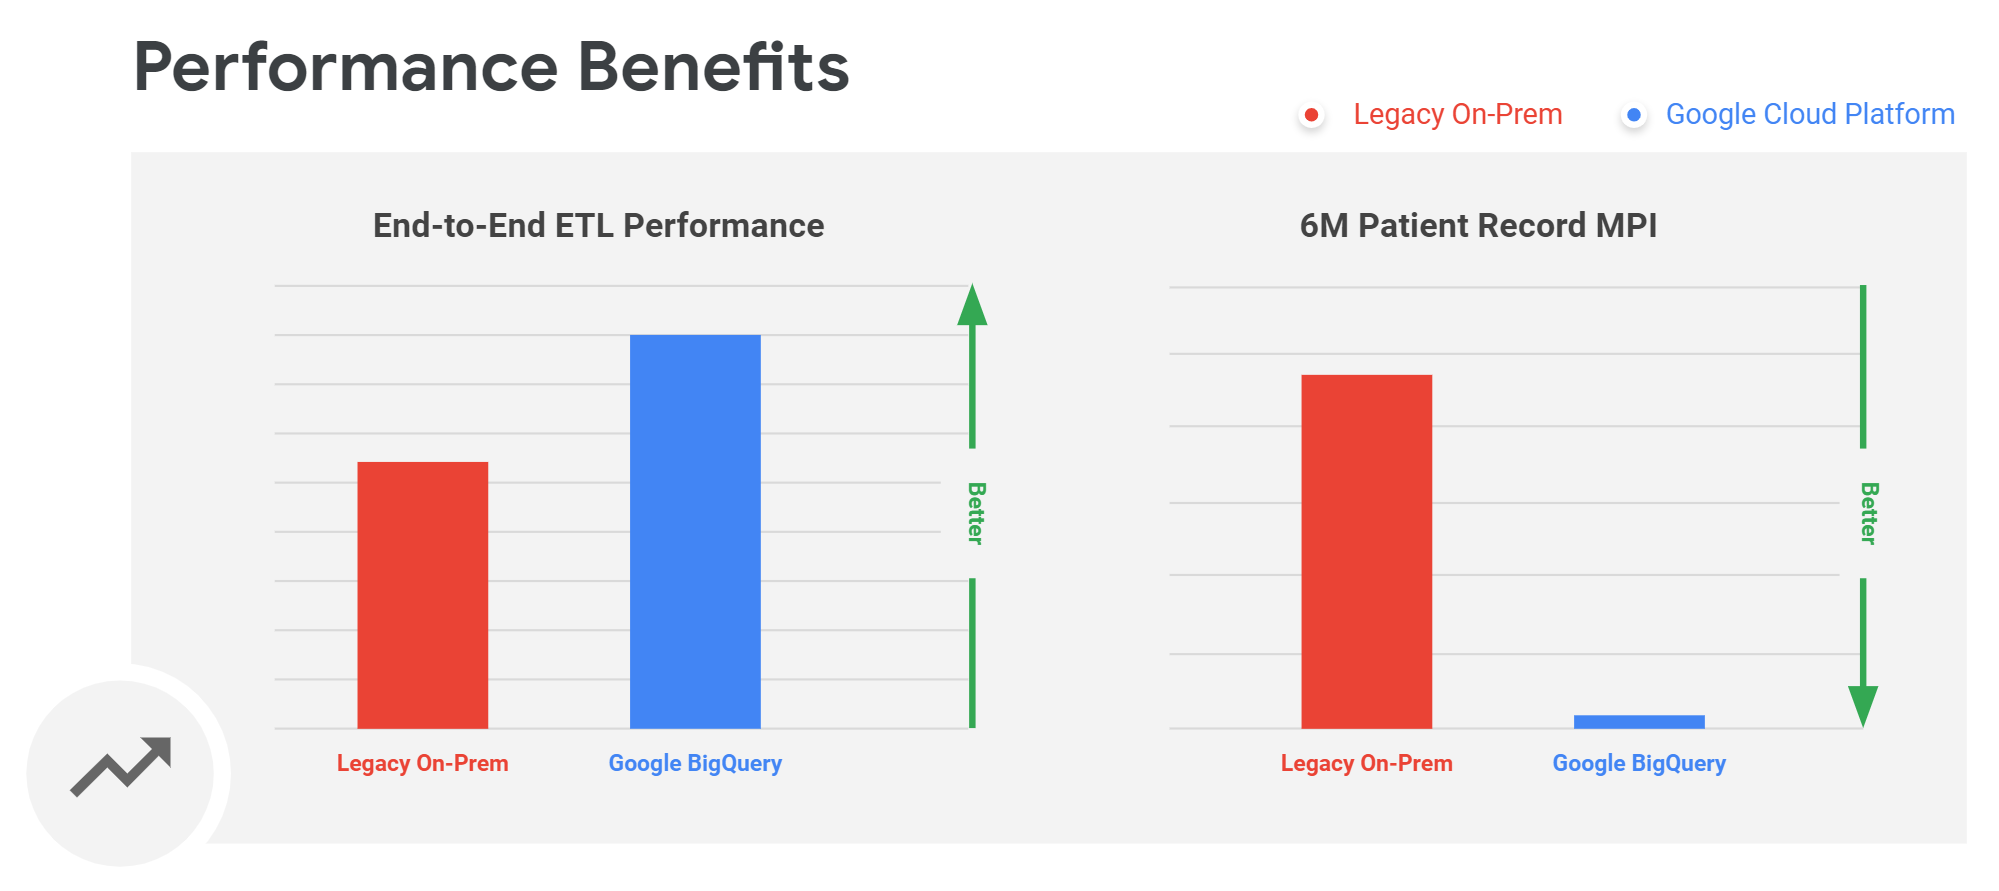 Performance Benefits
Legacy On-Prem
Google Cloud Platform
End-to-End ETL Performance
Better
Legacy On-Prem
Google BigQuery
6M Patient Record MPI
Better
Legacy On-Prem
Google BigQuery